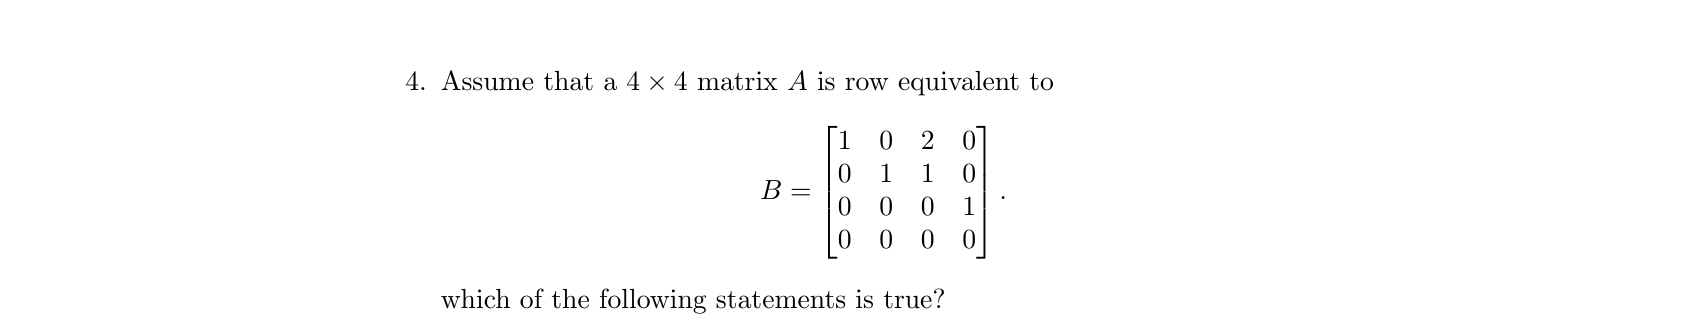 4. Assume that a 4 × 4 matrix A is row equivalent to
B = [1 0 2 0
0 1 1 0
0 0 0 1
0 0 0 0].
which of the following statements is true?